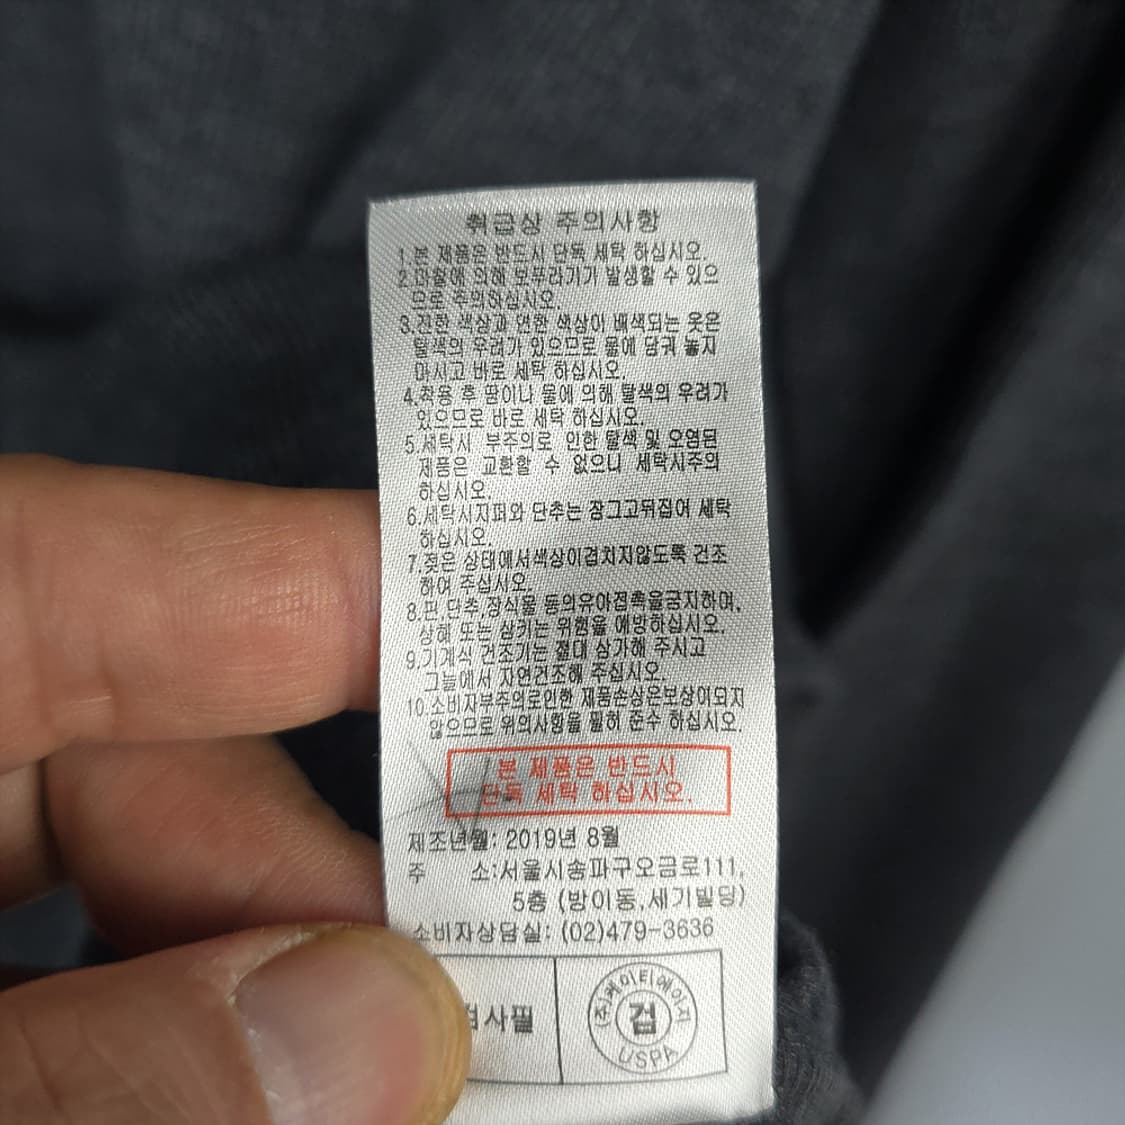 취급상 주의사항
1.본 제품은 반드시 단독 세탁 하십시오.
2.마찰에 의해 보푸라기가 발생할 수 있으
므로 주의하십시오.
3.진한 색상과 연한 색상이 배색되는 옷은
탈색의 우려가 있으므로 물에 담궈 놓지
마시고 바로 세탁 하십시오.
4.착용 후 땀이나 물에 의해 탈색의 우려가
있으므로 바로 세탁 하십시오.
5.세탁시 부주의로 인한 탈색 및 오염된
제품은 교환할 수 없으니 세탁시주의
하십시오.
6.세탁시지퍼와 단추는 잠그고뒤집어 세탁
하십시오.
7.젖은 상태에서색상이겹치지않도록 건조
하여 주십시오.
8.핀,단추,장식물 등의유아접촉을금지하여,
상해 또는 삼키는 위험을 예방하십시오.
9.기계식 건조기는 절대 삼가해 주시고
그늘에서 자연건조해 주십시오.
10.소비자부주의로인한 제품손상은보상이되지
않으므로 위의사항을 필히 준수 하십시오.
본 제품은 반드시
단독 세탁 하십시오.
제조년월: 2019년 8월
주 소:서울시송파구오금로111,
5층 (방이동,세기빌딩)
소비자상담실: (02)479-3636
검사필
(주)케이티에이지
검
USPA